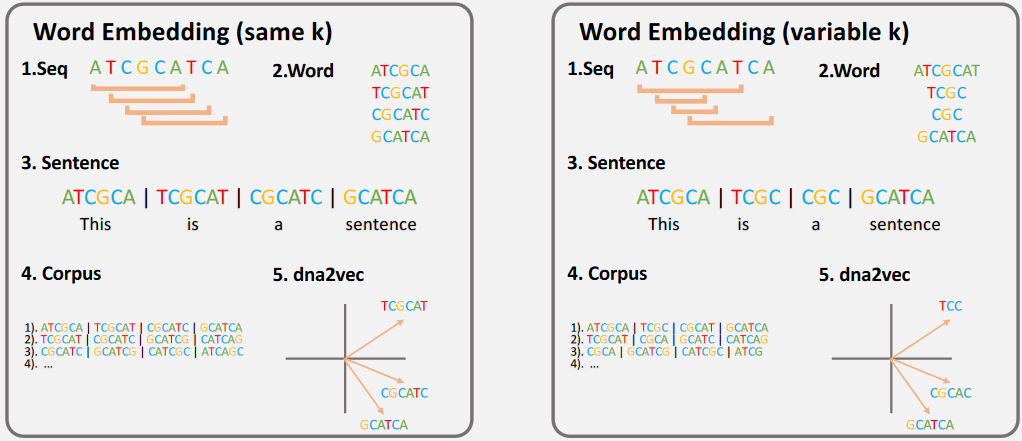 Word Embedding (same k)
1.Seq ATCGCATCA
2.Word
ATCGCA
TCGCAT
CGCATC
GCATCA
3. Sentence
ATCGCA | TCGCAT | CGCATC | GCATCA
This is a sentence
4. Corpus
1). ATCGCA | TCGCAT | CGCATC | GCATCA
2). TCGCAT | CGCATC | GCATCG | CATCAG
3). CGCATC | GCATCG | CATCGC | ATCAGC
4). ...
5. dna2vec
TCGCAT
CGCATC
GCATCA
Word Embedding (variable k)
1.Seq ATCGCATCA
2.Word
ATCGCAT
TCGC
CGC
GCATCA
3. Sentence
ATCGCA | TCGC | CGC | GCATCA
This is a sentence
4. Corpus
1). ATCGCA | TCGC | CGCAT | GCATCA
2). TCGCAT | CGCA | GCATC | CATCAG
3). CGCA | GCATCG | CATCGC | ATCG
4). ...
5. dna2vec
TCC
CGCAC
GCATCA